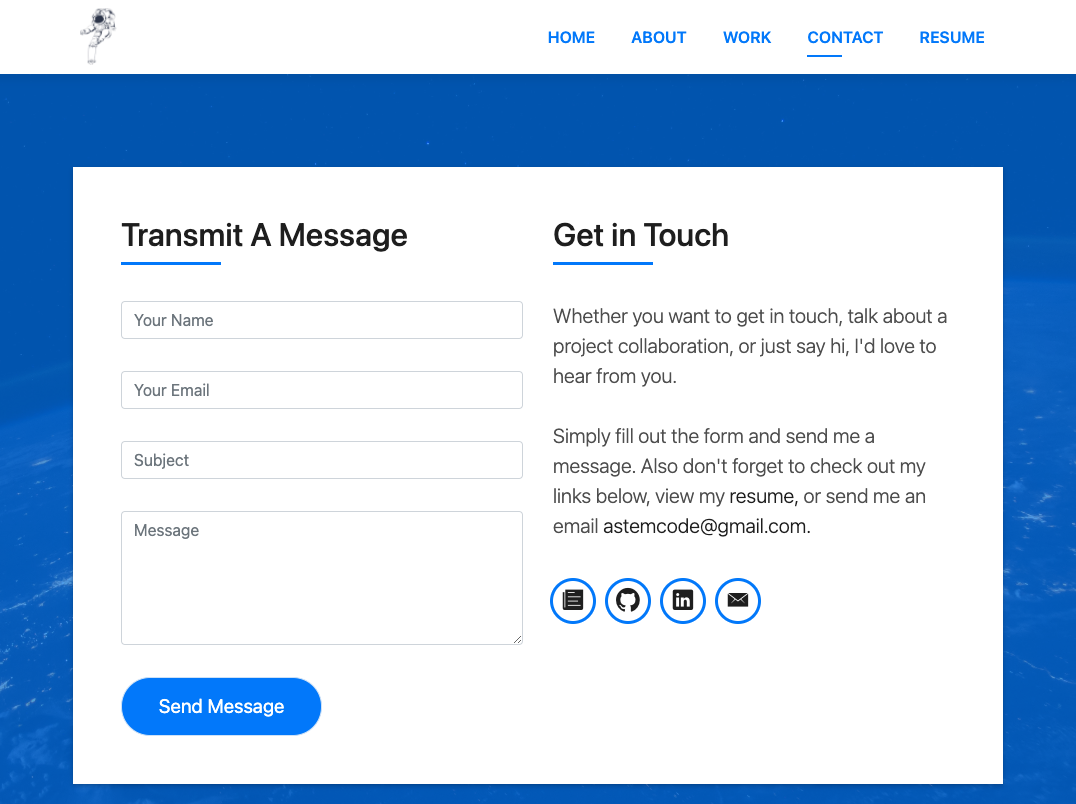 HOME ABOUT WORK CONTACT RESUME
Transmit A Message
Your Name
Your Email
Subject
Message
Send Message
Get in Touch
Whether you want to get in touch, talk about a
project collaboration, or just say hi, I'd love to
hear from you.
Simply fill out the form and send me a
message. Also don't forget to check out my
links below, view my resume, or send me an
email astemcode@gmail.com.
in